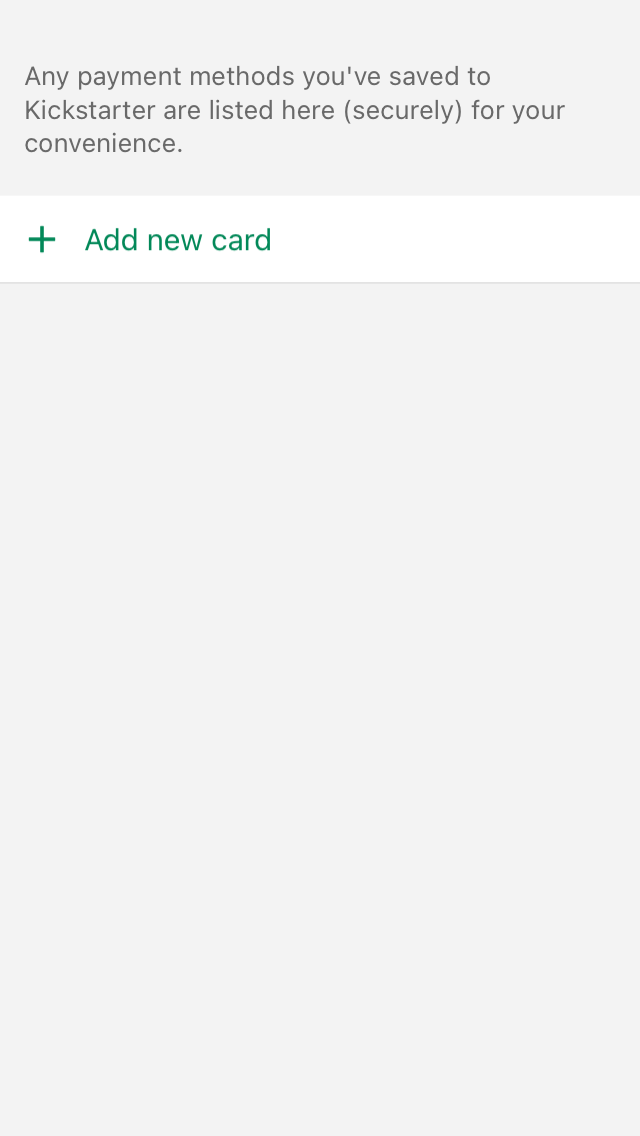 Any payment methods you've saved to
Kickstarter are listed here (securely) for your
convenience.
Add new card